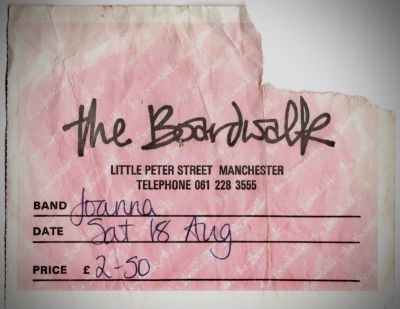 the Boardwalk
LITTLE PETER STREET MANCHESTER
TELEPHONE 061 228 3555
BAND Joanna
DATE Sat 18 Aug
PRICE £ 2-50